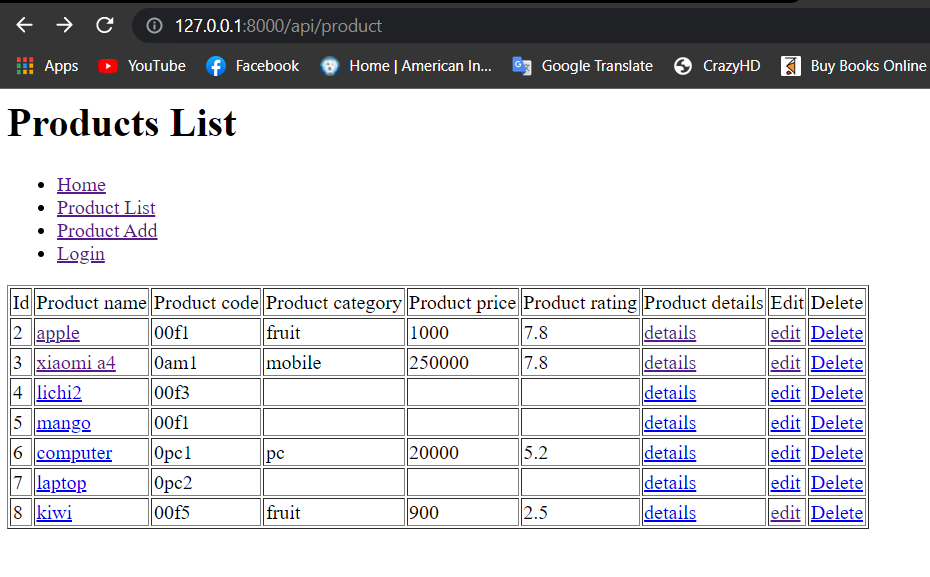 127.0.0.1:8000/api/product
Apps YouTube Facebook Home | American In... Google Translate CrazyHD Buy Books Online
Products List
Home
Product List
Product Add
Login
Id Product name Product code Product category Product price Product rating Product details Edit Delete
2 apple 00f1 fruit 1000 7.8 details edit Delete
3 xiaomi a4 0am1 mobile 250000 7.8 details edit Delete
4 lichi2 00f3 details edit Delete
5 mango 00f1 details edit Delete
6 computer 0pc1 pc 20000 5.2 details edit Delete
7 laptop 0pc2 details edit Delete
8 kiwi 00f5 fruit 900 2.5 details edit Delete